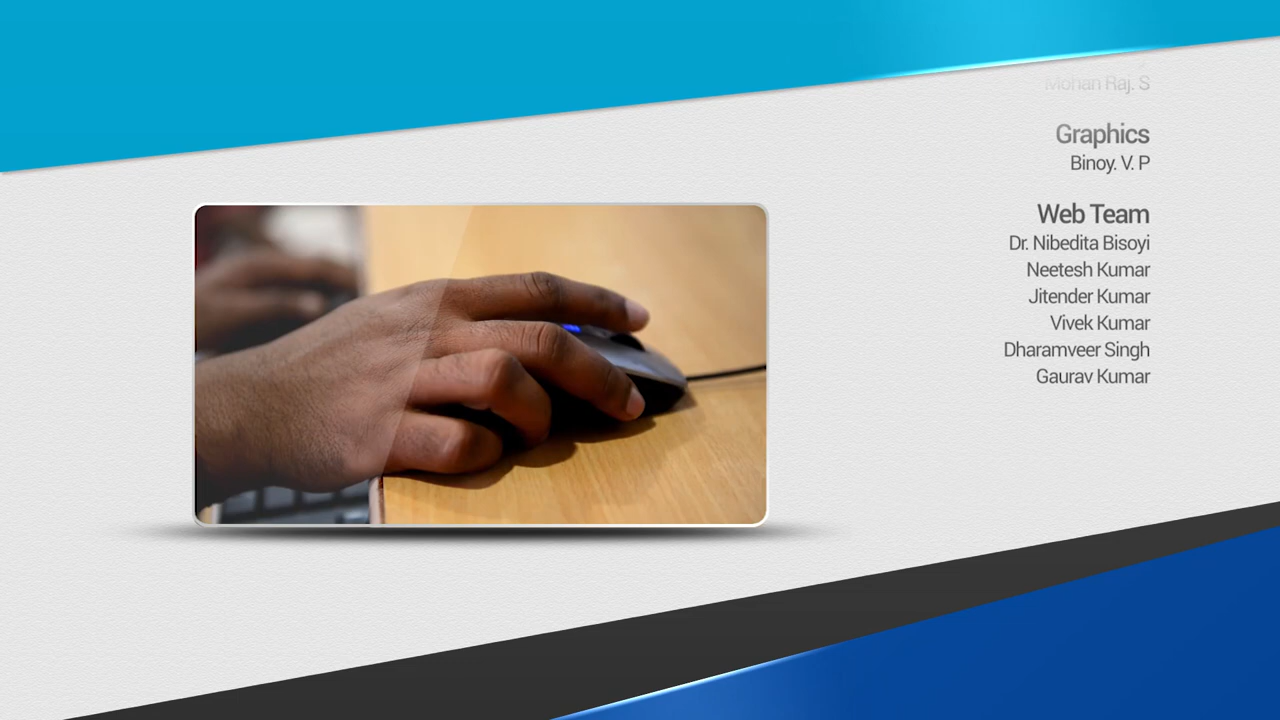 Mohan Raj. S
Graphics
Binoy. V. P
Web Team
Dr. Nibedita Bisoyi
Neetesh Kumar
Jitender Kumar
Vivek Kumar
Dharamveer Singh
Gaurav Kumar